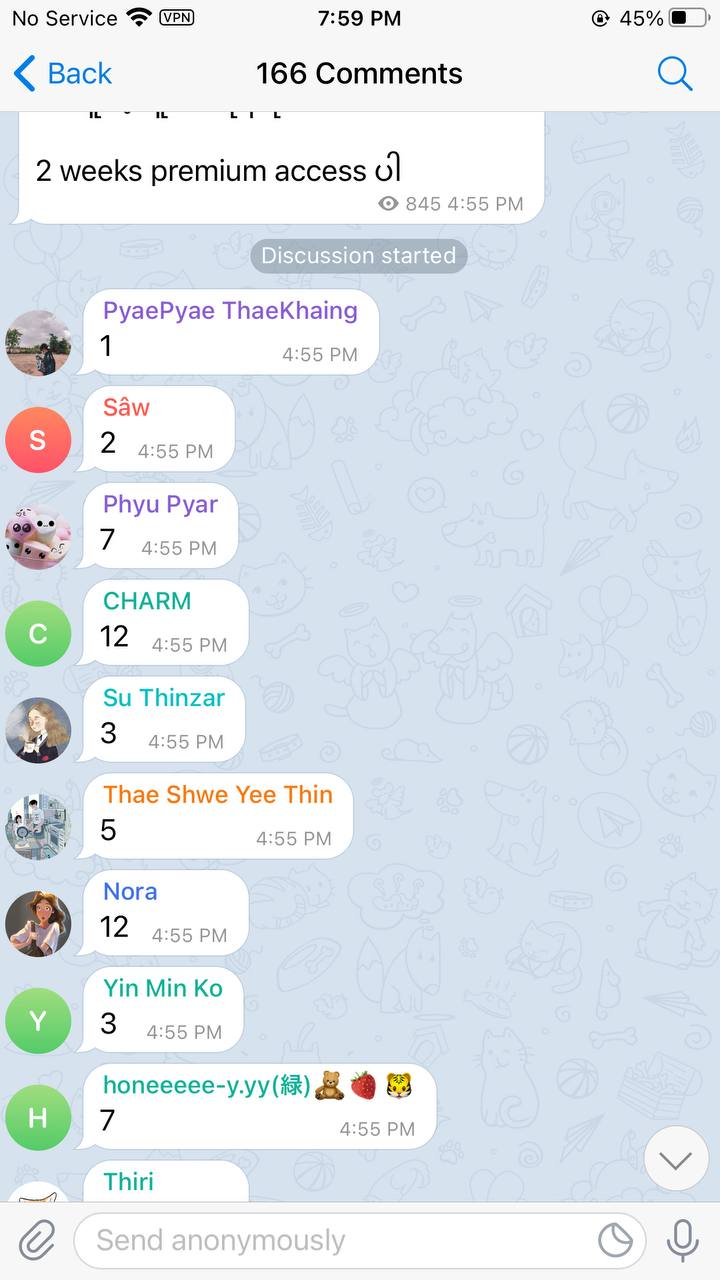 No Service VPN 7:59 PM 45%
Back 166 Comments
2 weeks premium access ပါ
845 4:55 PM
Discussion started
PyaePyae ThaeKhaing
1 4:55 PM
Sâw
S
2 4:55 PM
Phyu Pyar
7 4:55 PM
CHARM
C
12 4:55 PM
Su Thinzar
3 4:55 PM
Thae Shwe Yee Thin
5 4:55 PM
Nora
12 4:55 PM
Yin Min Ko
Y
3 4:55 PM
honeeeee-y.yy(緑)🧸🍓🐯
H
7 4:55 PM
Thiri
Send anonymously